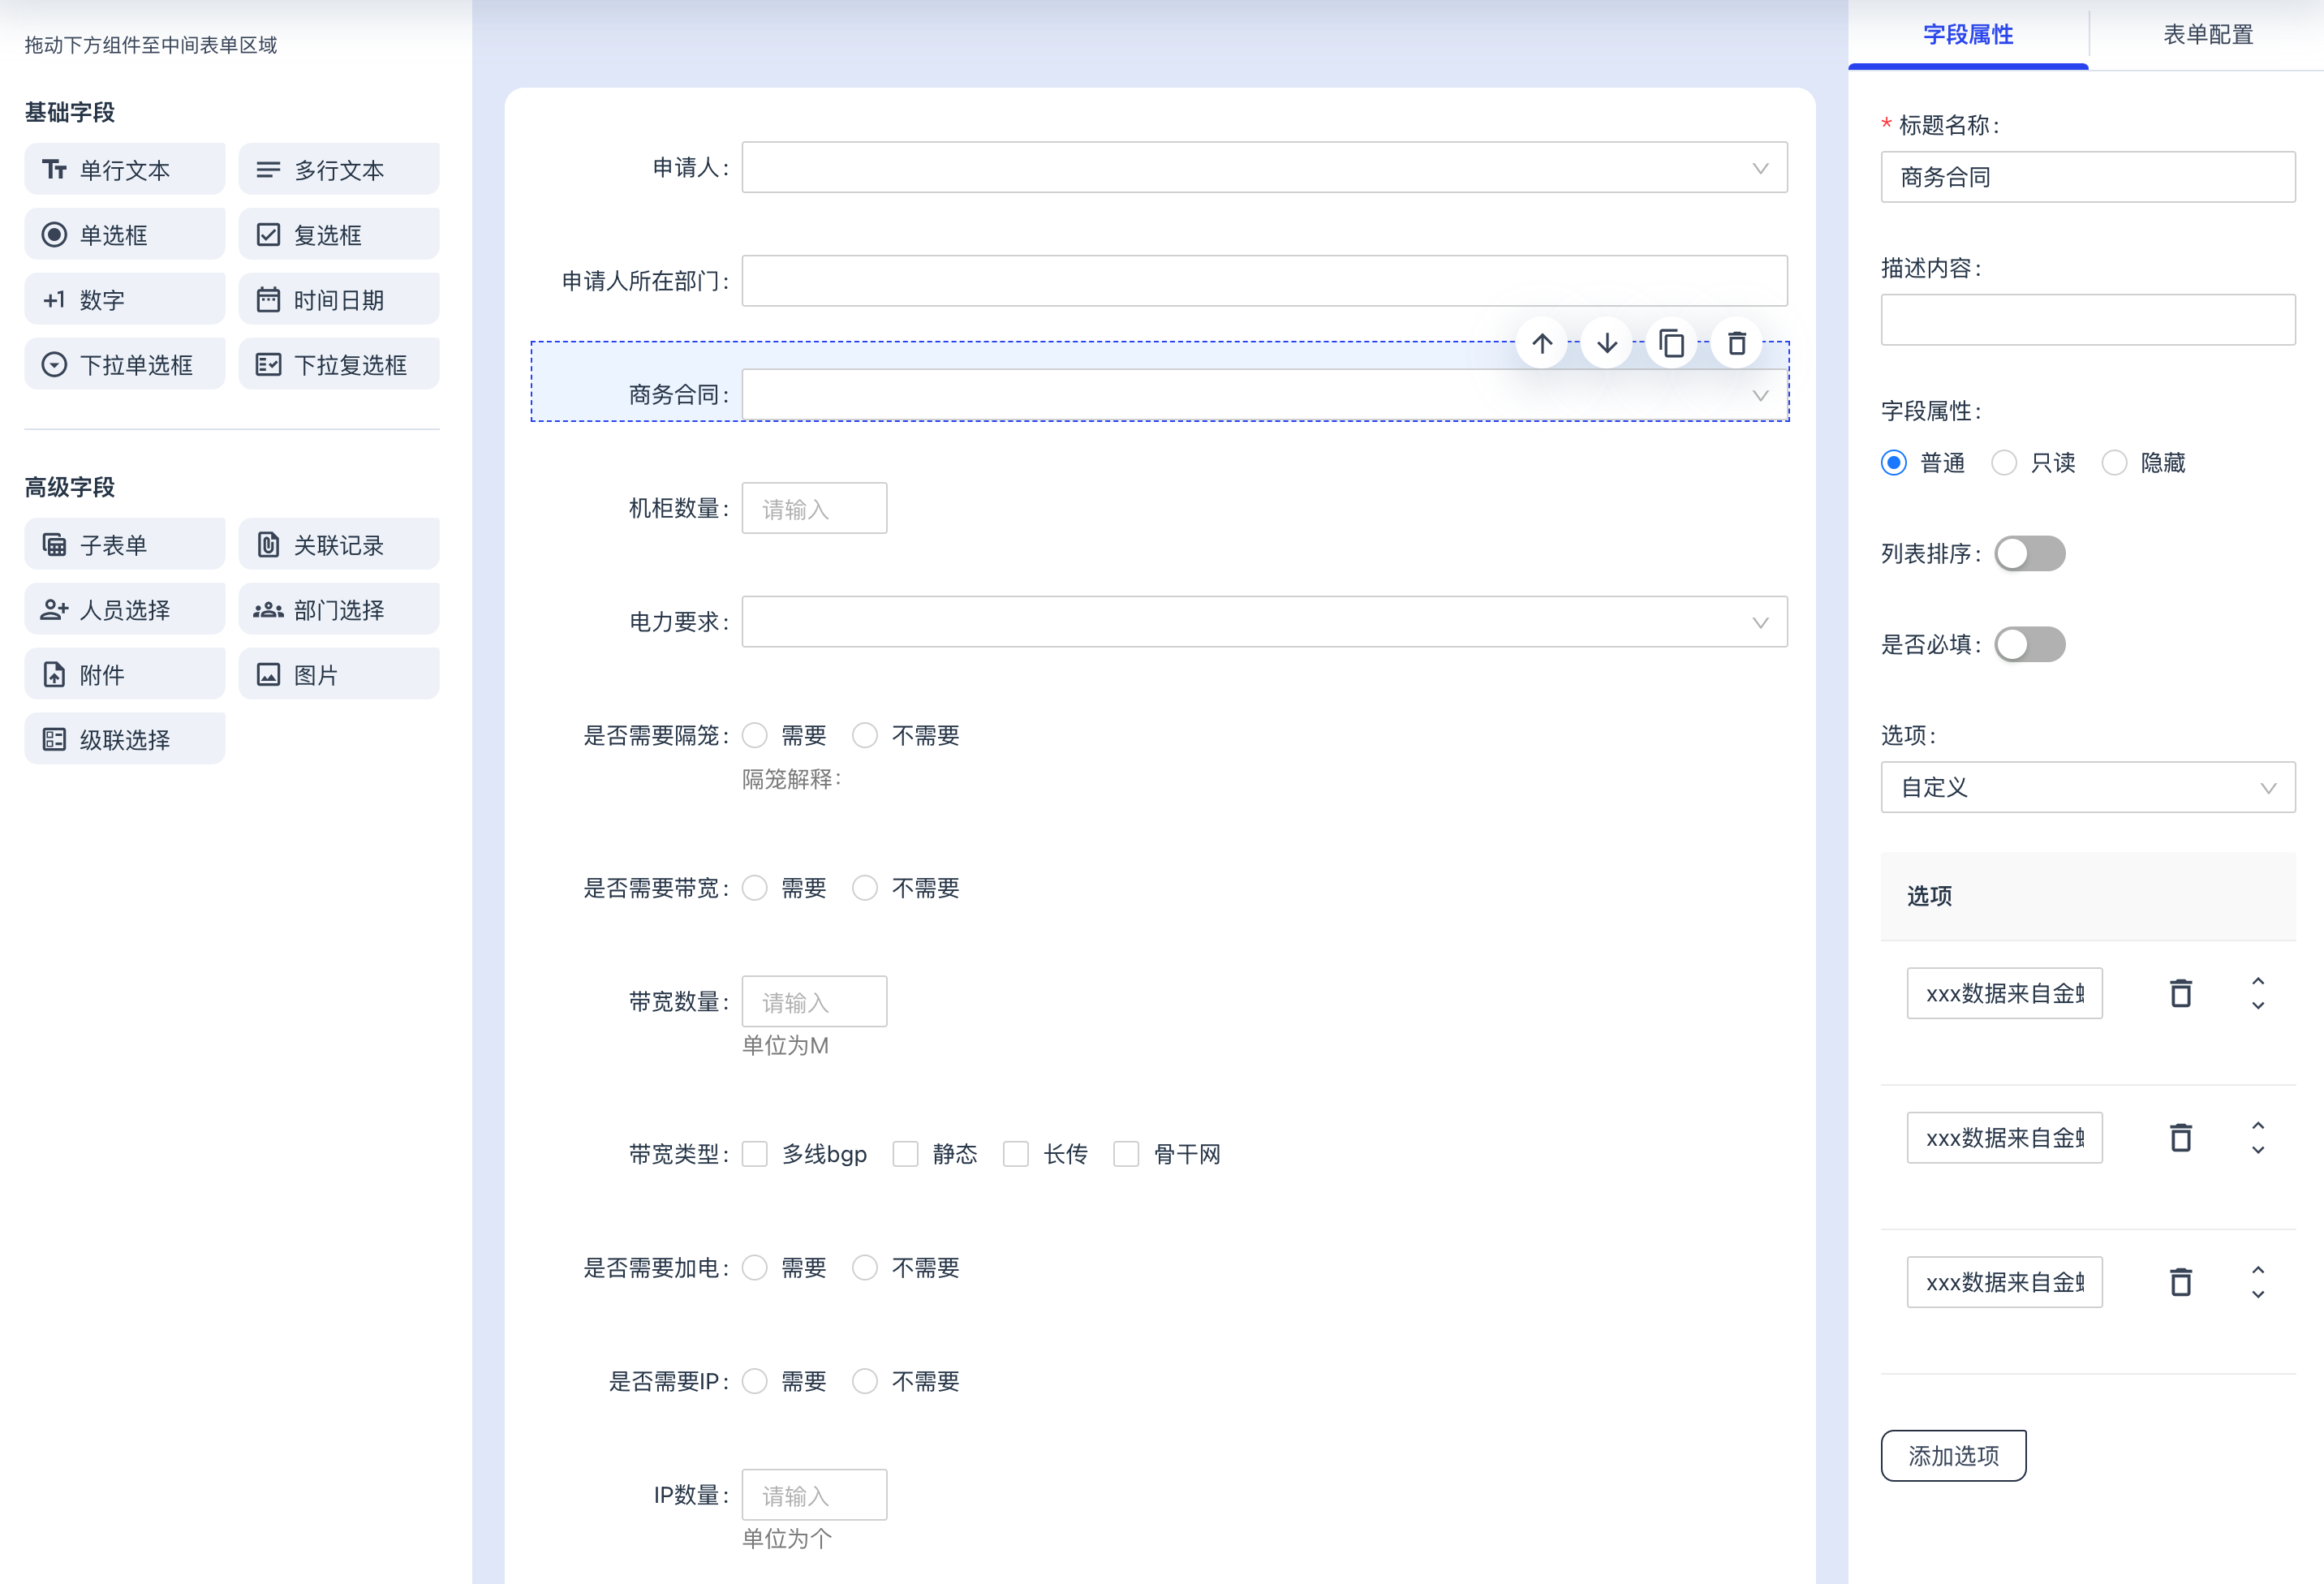 拖动下方组件至中间表单区域
基础字段
单行文本
多行文本
单选框
复选框
+1 数字
时间日期
下拉单选框
下拉复选框
高级字段
子表单
关联记录
人员选择
部门选择
附件
图片
级联选择
申请人:
申请人所在部门:
商务合同:
机柜数量: 请输入
电力要求:
是否需要隔笼: 需要 不需要
隔笼解释:
是否需要带宽: 需要 不需要
带宽数量: 请输入
单位为M
带宽类型: 多线bgp 静态 长传 骨干网
是否需要加电: 需要 不需要
是否需要IP: 需要 不需要
IP数量: 请输入
单位为个
字段属性 表单配置
* 标题名称:
商务合同
描述内容:
字段属性:
普通 只读 隐藏
列表排序:
是否必填:
选项:
自定义
选项
xxx数据来自金
xxx数据来自金
xxx数据来自金
添加选项